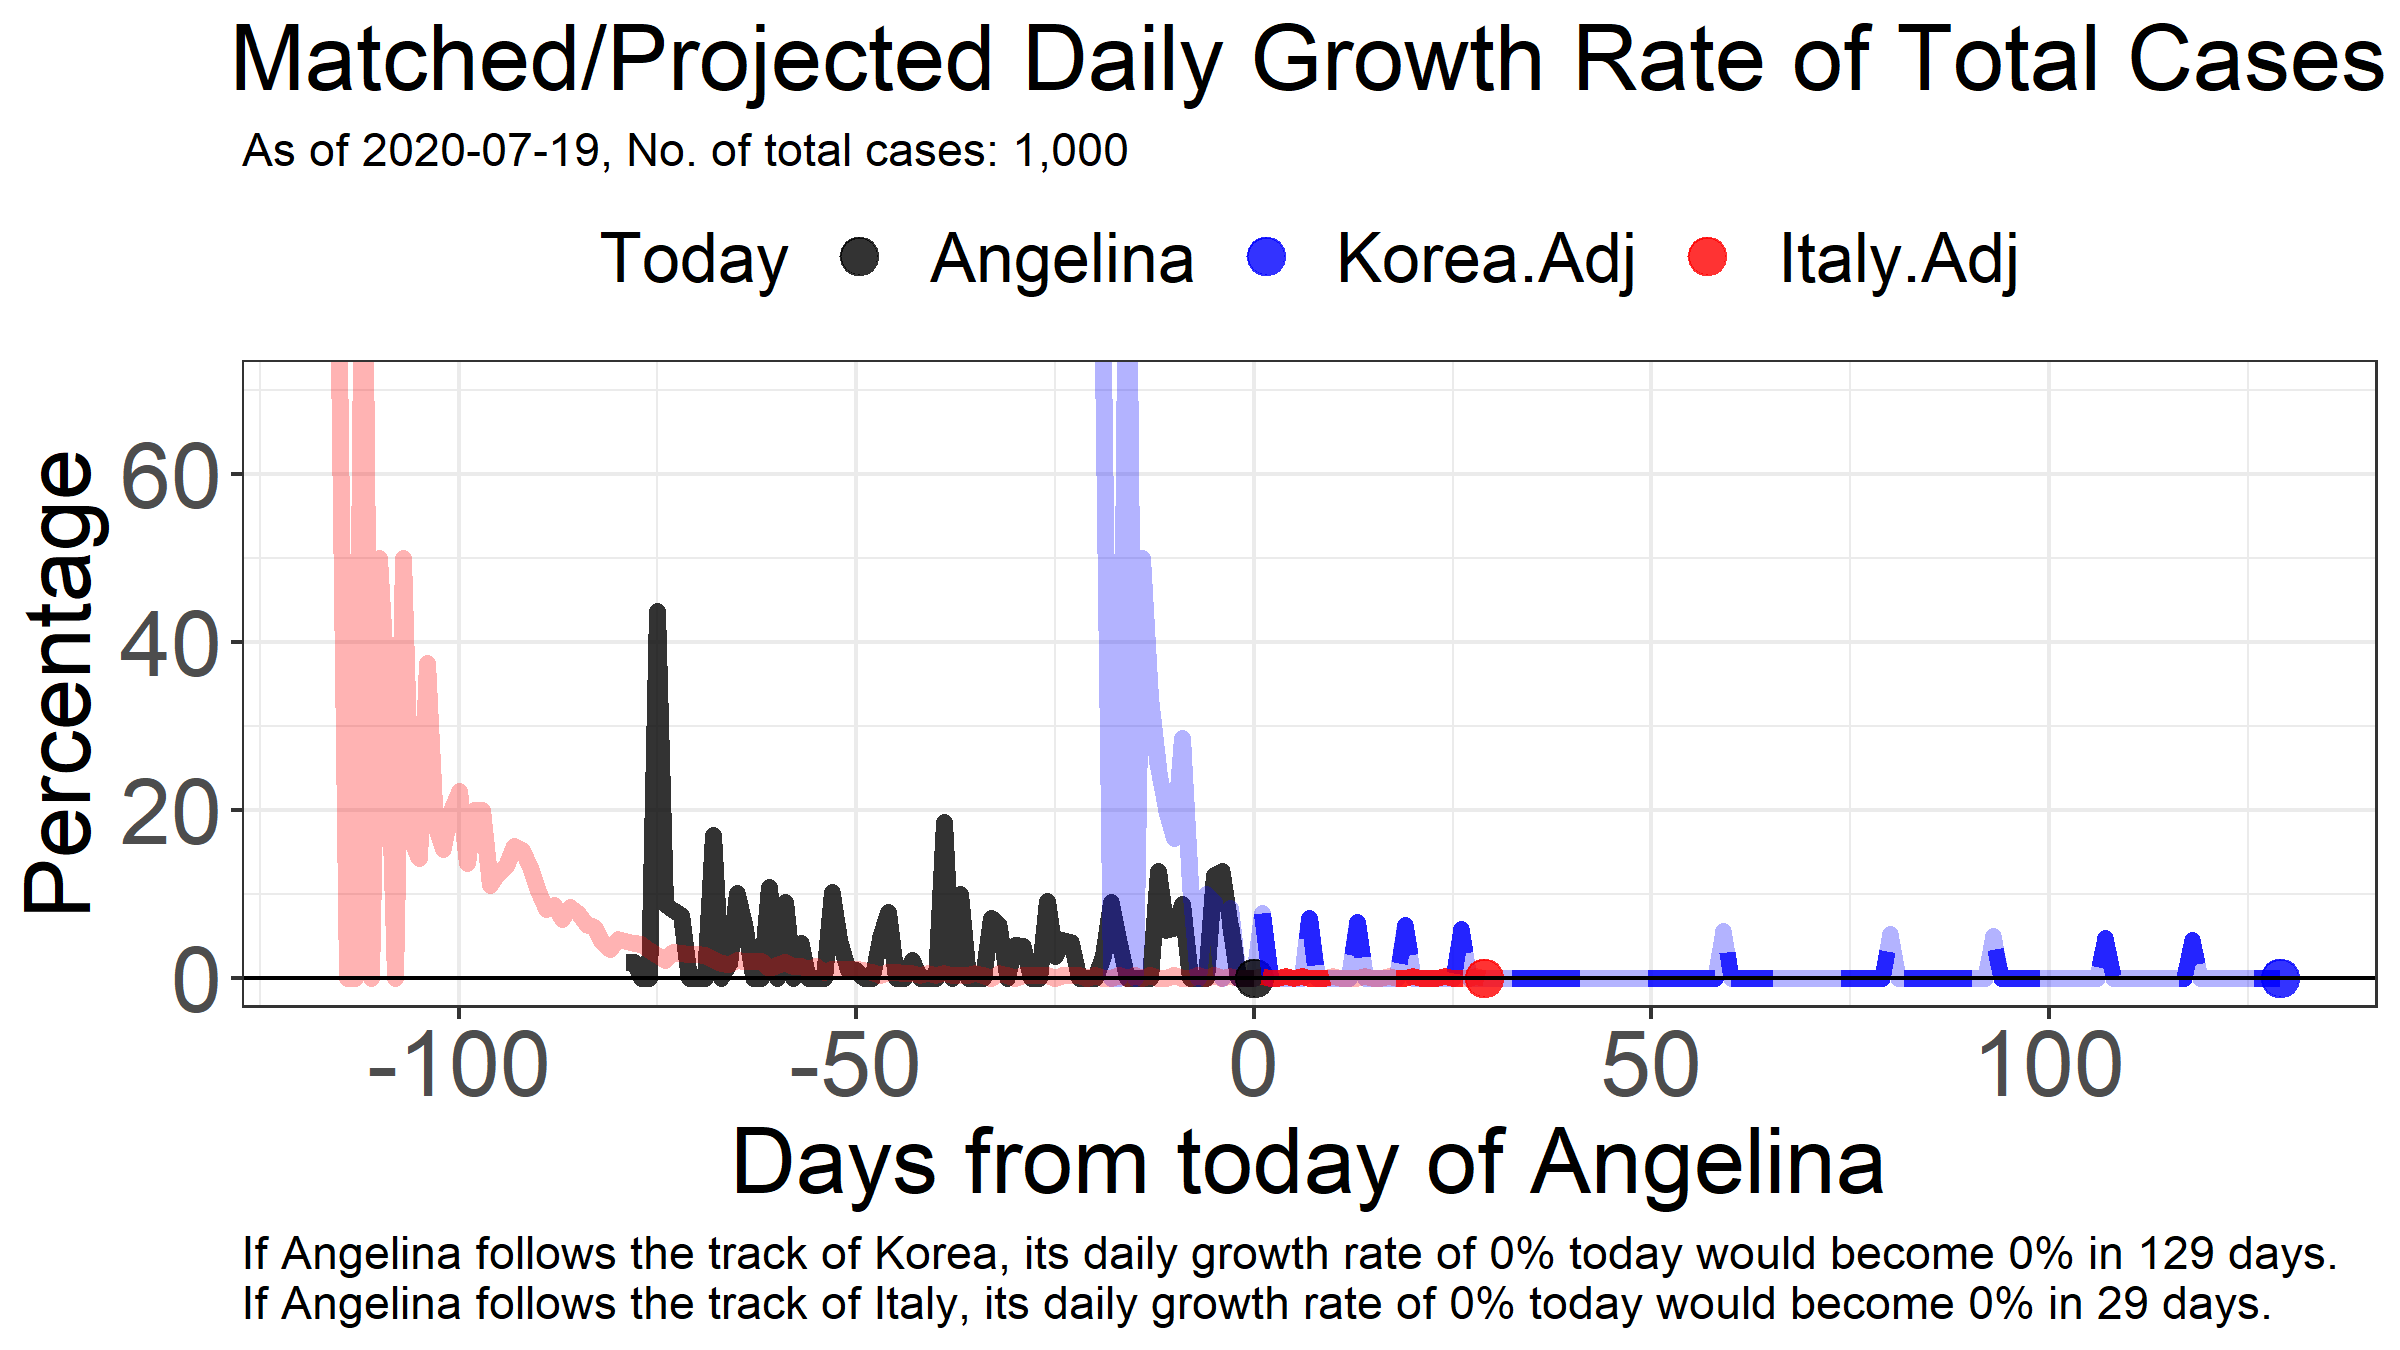 Matched/Projected Daily Growth Rate of Total Cases
As of 2020-07-19, No. of total cases: 1,000
Today Angelina Korea.Adj Italy.Adj
Percentage
60
40
20
0
-100 -50 0 50 100
Days from today of Angelina
If Angelina follows the track of Korea, its daily growth rate of 0% today would become 0% in 129 days.
If Angelina follows the track of Italy, its daily growth rate of 0% today would become 0% in 29 days.